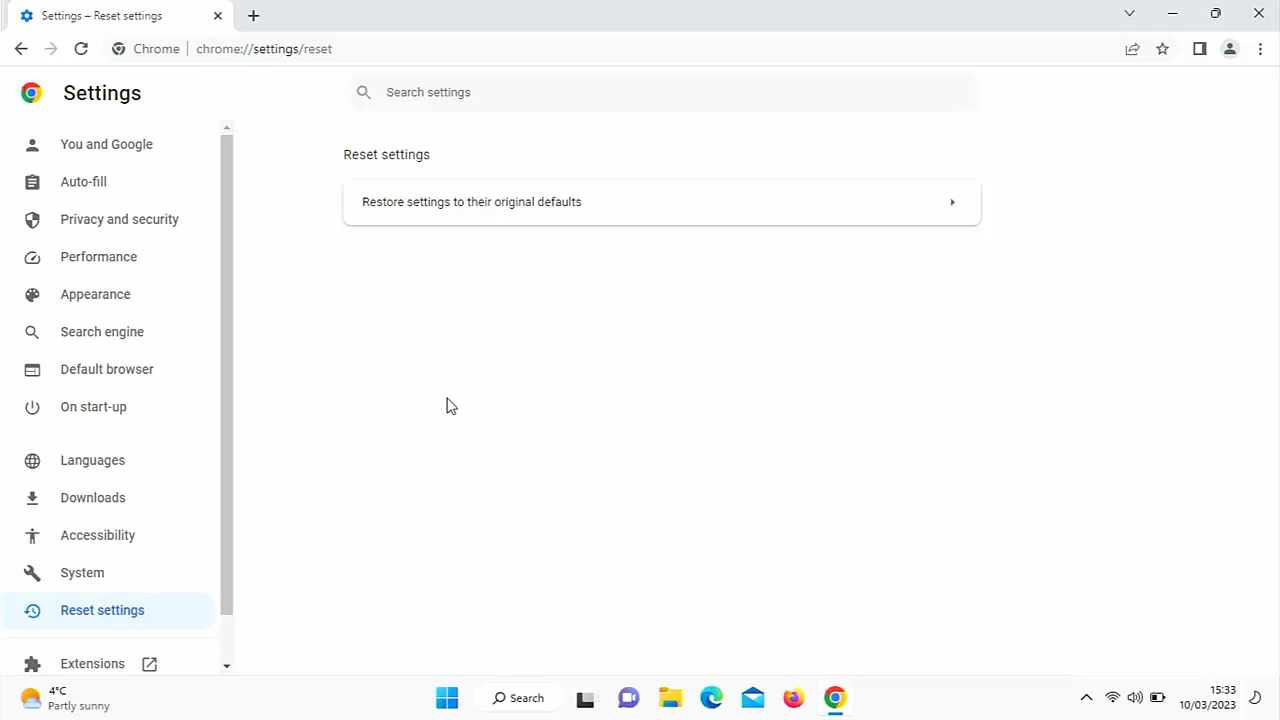 Settings – Reset settings
Chrome
chrome://settings/reset
Settings
Search settings
You and Google
Auto-fill
Privacy and security
Performance
Appearance
Search engine
Default browser
On start-up
Languages
Downloads
Accessibility
System
Reset settings
Extensions
Reset settings
Restore settings to their original defaults
4°C
Partly sunny
Search
15:33
10/03/2023